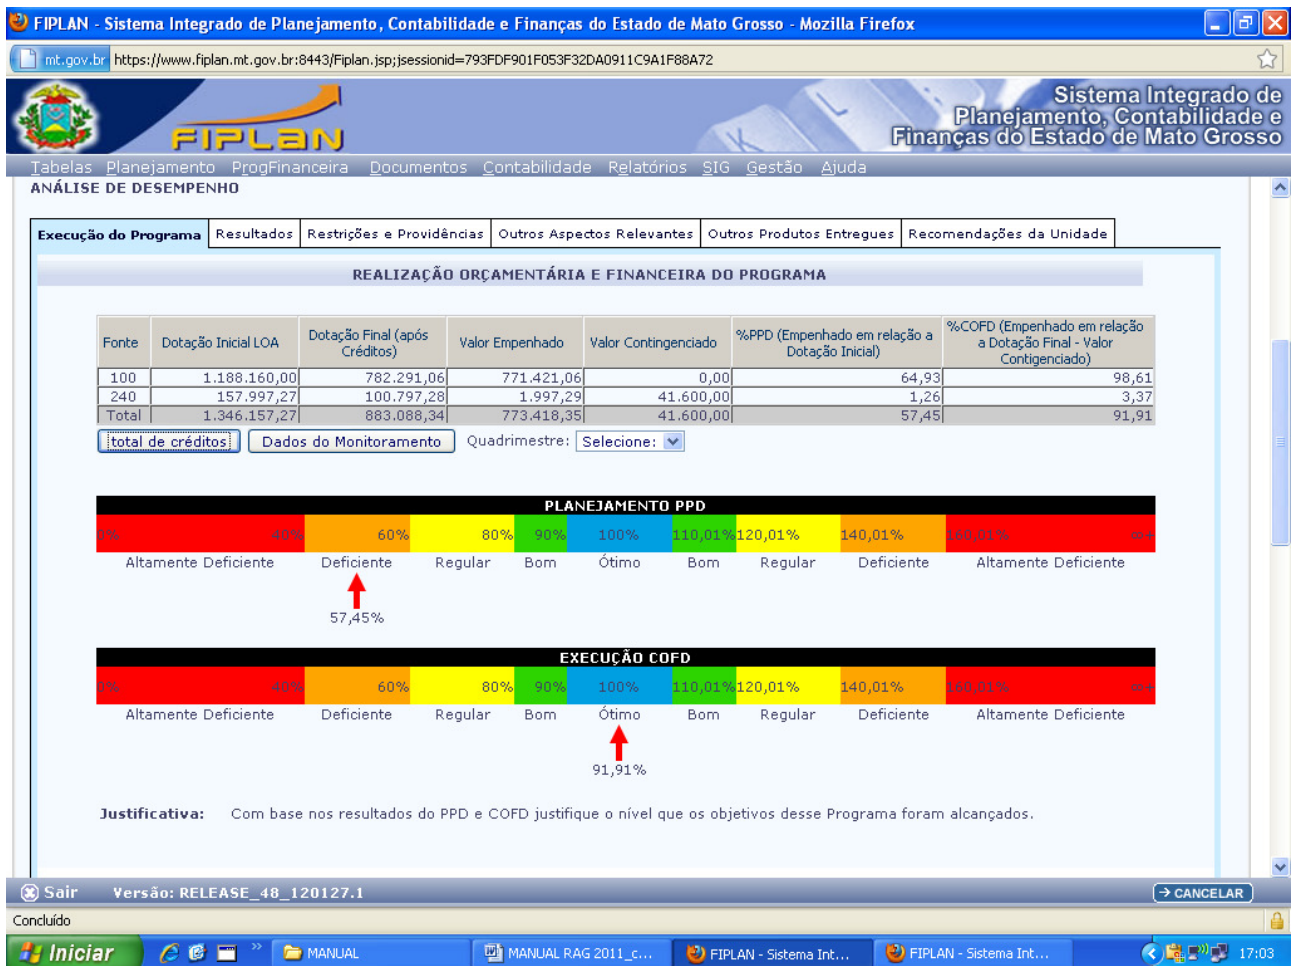 FIPLAN - Sistema Integrado de Planejamento, Contabilidade e Finanças do Estado de Mato Grosso - Mozilla Firefox
mt.gov.br https://www.fiplan.mt.gov.br:8443/Fiplan.jsp;jsessionid=793FDF901F053F32DA0911C9A1F88A72
FIPLAN
Sistema Integrado de
Planejamento, Contabilidade e
Finanças do Estado de Mato Grosso
Tabelas Planejamento ProgFinanceira Documentos Contabilidade Relatórios SIG Gestão Ajuda
ANÁLISE DE DESEMPENHO
Execução do Programa Resultados Restrições e Providências Outros Aspectos Relevantes Outros Produtos Entregues Recomendações da Unidade
REALIZAÇÃO ORÇAMENTÁRIA E FINANCEIRA DO PROGRAMA
Fonte Dotação Inicial LOA Dotação Final (após Créditos) Valor Empenhado Valor Contingenciado %PPD (Empenhado em relação a Dotação Inicial) %COFD (Empenhado em relação a Dotação Final - Valor Contigenciado)
100 1.188.160,00 782.291,06 771.421,06 0,00 64,93 98,61
240 157.997,27 100.797,28 1.997,29 41.600,00 1,26 3,37
Total 1.346.157,27 883.088,34 773.418,35 41.600,00 57,45 91,91
total de créditos Dados do Monitoramento Quadrimestre: Selecione:
PLANEJAMENTO PPD
0% 40% 60% 80% 90% 100% 110,01% 120,01% 140,01% 160,01% ∞+
Altamente Deficiente Deficiente Regular Bom Ótimo Bom Regular Deficiente Altamente Deficiente
57,45%
EXECUÇÃO COFD
0% 40% 60% 80% 90% 100% 110,01% 120,01% 140,01% 160,01% ∞+
Altamente Deficiente Deficiente Regular Bom Ótimo Bom Regular Deficiente Altamente Deficiente
91,91%
Justificativa: Com base nos resultados do PPD e COFD justifique o nível que os objetivos desse Programa foram alcançados.
Sair Versão: RELEASE_48_120127.1 CANCELAR
Concluído
Iniciar MANUAL MANUAL RAG 2011_c... FIPLAN - Sistema Int... FIPLAN - Sistema Int... 17:03